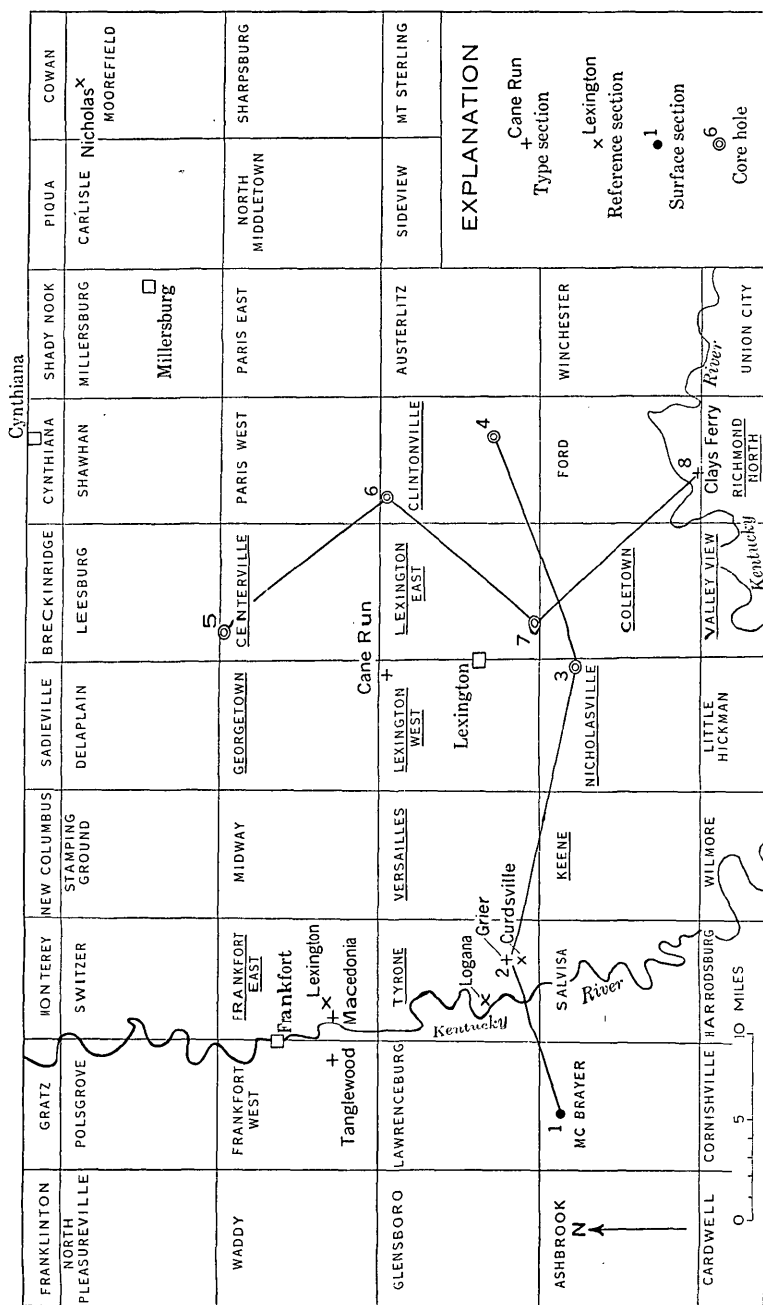 Cynthiana
FRANKLINTON
GRATZ
MONTEREY
NEW COLUMBUS
SADIEVILLE
BRECKINRIDGE
CYNTHIANA
SHADY NOOK
PIQUA
COWAN
NORTH
PLEASUREVILLE
POLSGROVE
SWITZER
STAMPING
GROUND
DELAPLAIN
LEESBURG
SHAWHAN
MILLERSBURG
CARLISLE
Nicholas
x
MOOREFIELD
Millersburg
WADDY
FRANKFORT
WEST
FRANKFORT
EAST
MIDWAY
GEORGETOWN
5
CENTERVILLE
PARIS WEST
PARIS EAST
NORTH
MIDDLETOWN
SHARPSBURG
Frankfort
Lexington
x
+
Macedonia
Tanglewood
+
Cane Run
+
6
GLENSBORO
LAWRENCEBURG
TYRONE
VERSAILLES
LEXINGTON
WEST
LEXINGTON
EAST
CLINTONVILLE
AUSTERLITZ
SIDEVIEW
MT STERLING
Kentucky
Logana
x
Grier
2+
Curdsville
x
Lexington
7
4
ASHBROOK
1
MC BRAYER
SALVISA
River
KEENE
3
NICHOLASVILLE
COLETOWN
FORD
WINCHESTER
N
CARDWELL
CORNISHVILLE
HARRODSBURG
WILMORE
LITTLE
HICKMAN
VALLEY VIEW
Kentucky
8
+
Clays Ferry
RICHMOND
NORTH
River
UNION CITY
0
5
10 MILES
EXPLANATION
+ Cane Run
Type section
x Lexington
Reference section
1
Surface section
6
Core hole